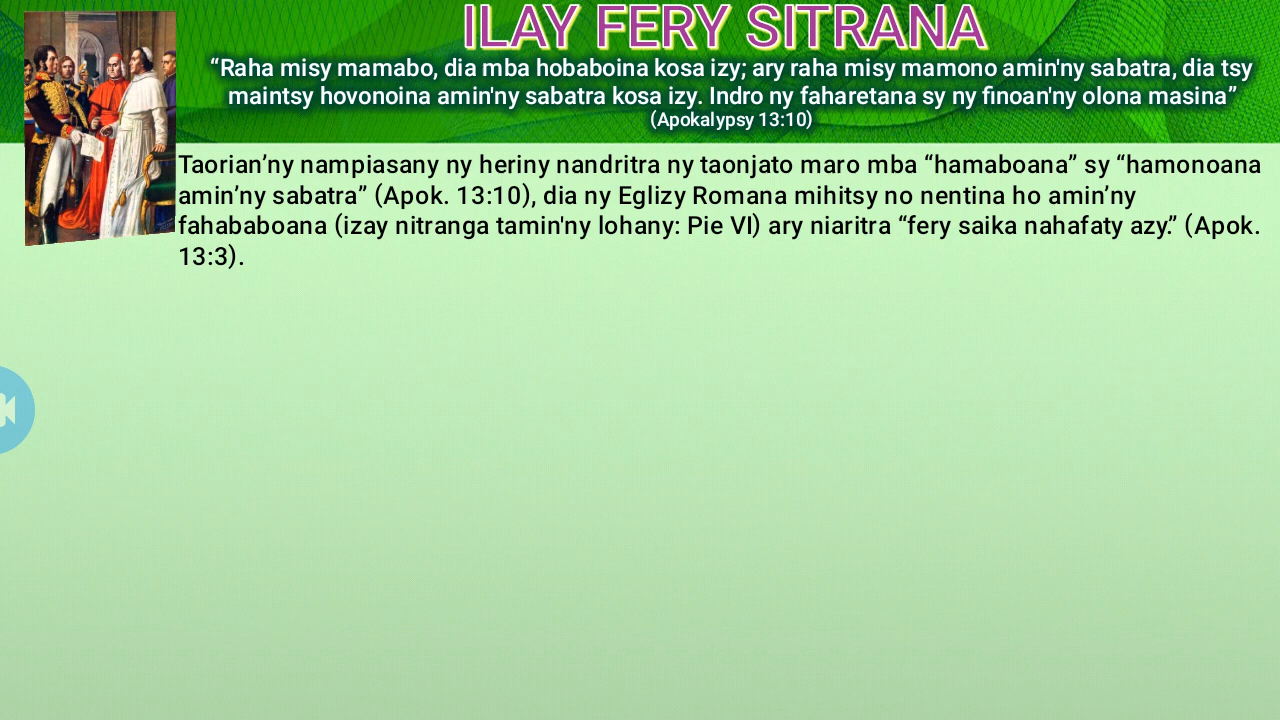 ILAY FERY SITRANA
“Raha misy mamabo, dia mba hobaboina kosa izy; ary raha misy mamono amin'ny sabatra, dia tsy
maintsy hovonoina amin'ny sabatra kosa izy. Indro ny faharetana sy ny finoan'ny olona masina”
(Apokalypsy 13:10)
Taorian’ny nampiasany ny heriny nandritra ny taonjato maro mba “hamaboana” sy “hamonoana
amin’ny sabatra” (Apok. 13:10), dia ny Eglizy Romana mihitsy no nentina ho amin’ny
fahababoana (izay nitranga tamin'ny lohany: Pie VI) ary niaritra “fery saika nahafaty azy.” (Apok.
13:3).